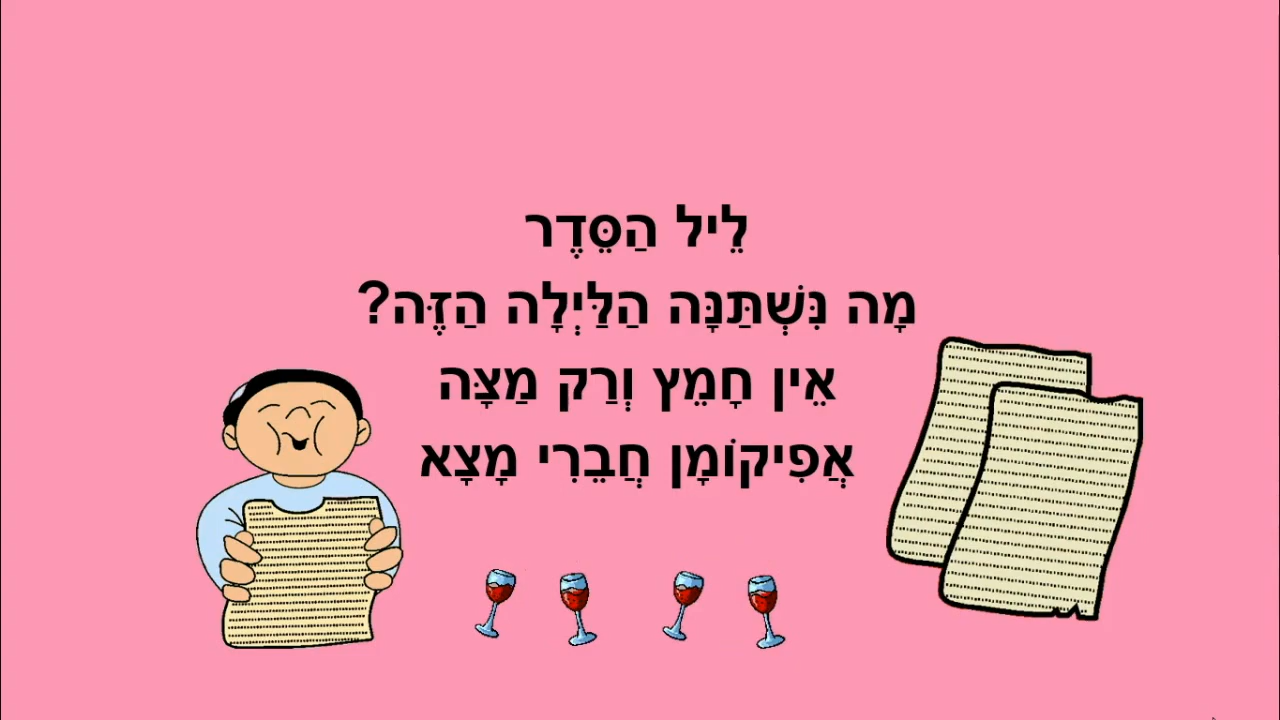 לֵיל הַסֵּדֶר
מָה נִּשְׁתַּנָּה הַלַּיְלָה הַזֶּה?
אֵין חָמֵץ וְרַק מַצָּה
אֲפִיקוֹמָן חֲבֵרִי מָצָא